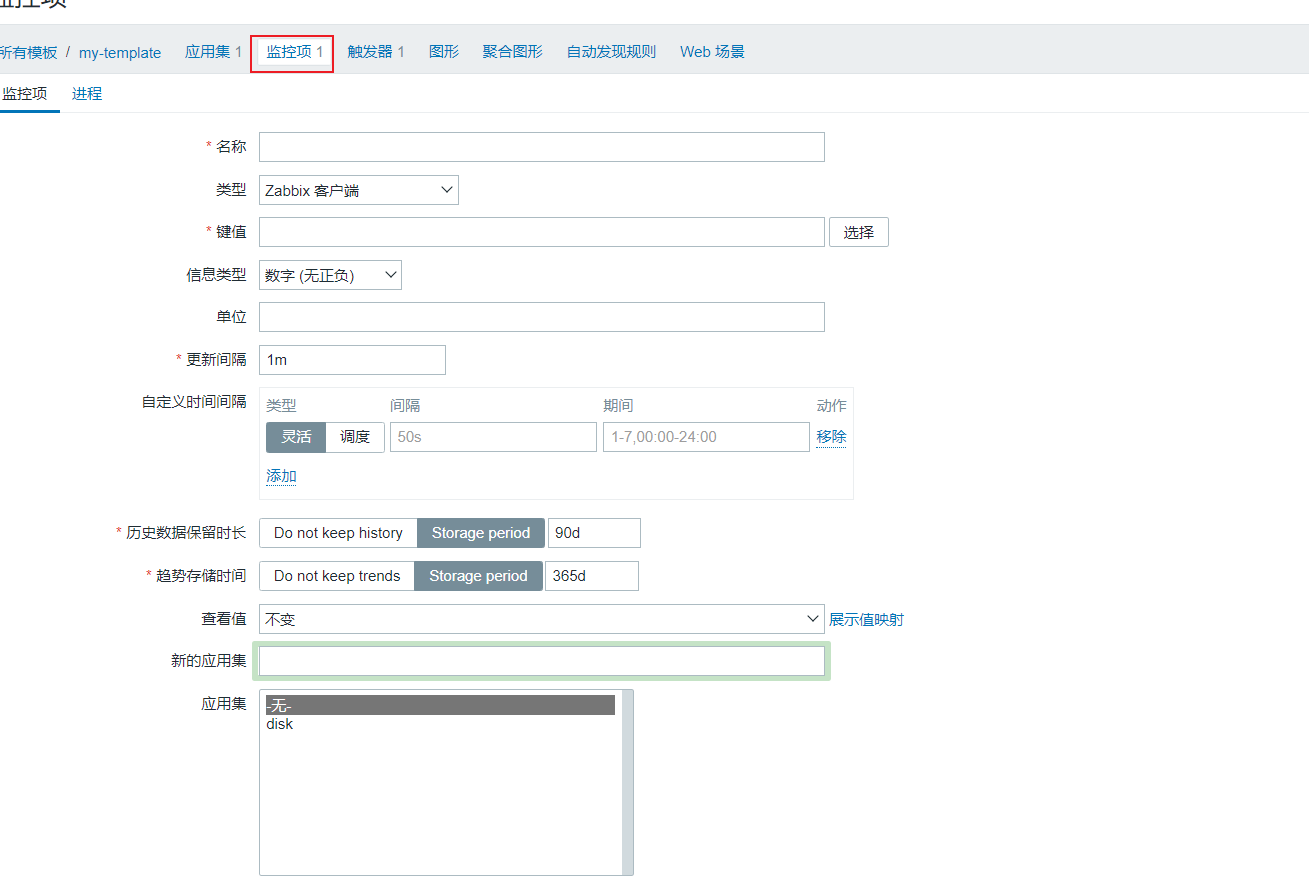 监控项
所有模板 / my-template 应用集 1 监控项 1 触发器 1 图形 聚合图形 自动发现规则 Web 场景
监控项 进程
* 名称
类型 Zabbix 客户端
* 键值 选择
信息类型 数字 (无正负)
单位
* 更新间隔 1m
自定义时间间隔 类型 间隔 期间 动作
灵活 调度 50s 1-7,00:00-24:00 移除
添加
* 历史数据保留时长 Do not keep history Storage period 90d
* 趋势存储时间 Do not keep trends Storage period 365d
查看值 不变 展示值映射
新的应用集
应用集 -无-
disk